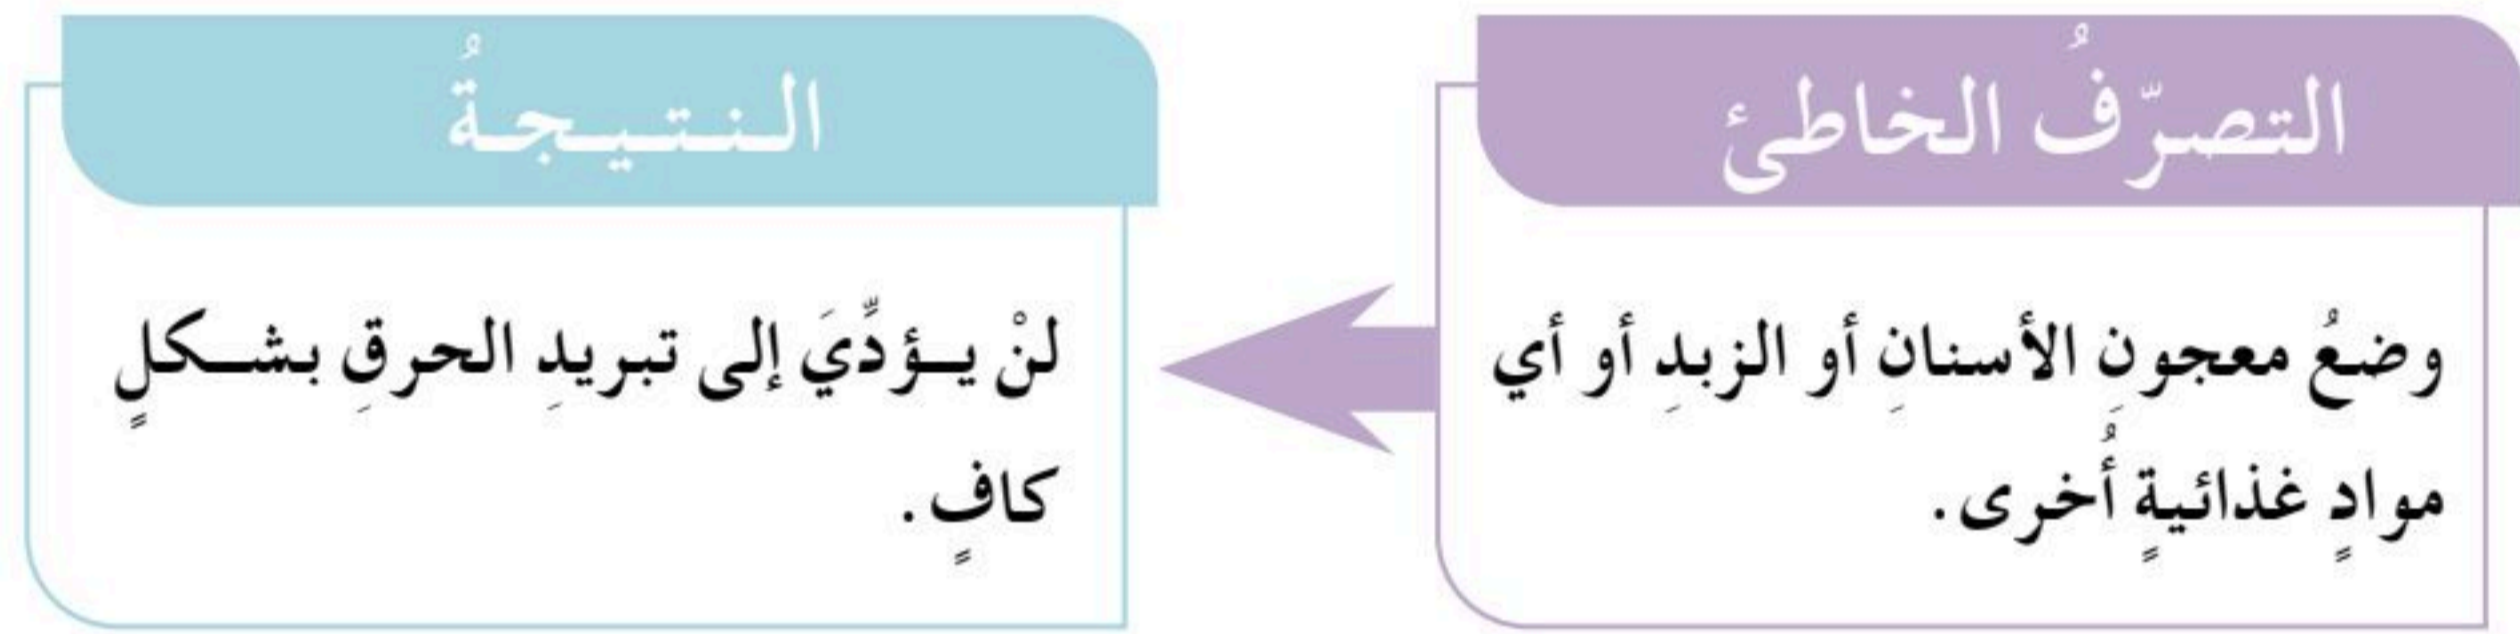 التصرّفُ الخاطئ
وضعُ معجونِ الأسنانِ أو الزبدِ أو أي
موادٍ غذائيةٍ أُخرى.
النتيجةُ
لنْ يؤدِّيَ إلى تبريدِ الحرقِ بشكلٍ
كافٍ.